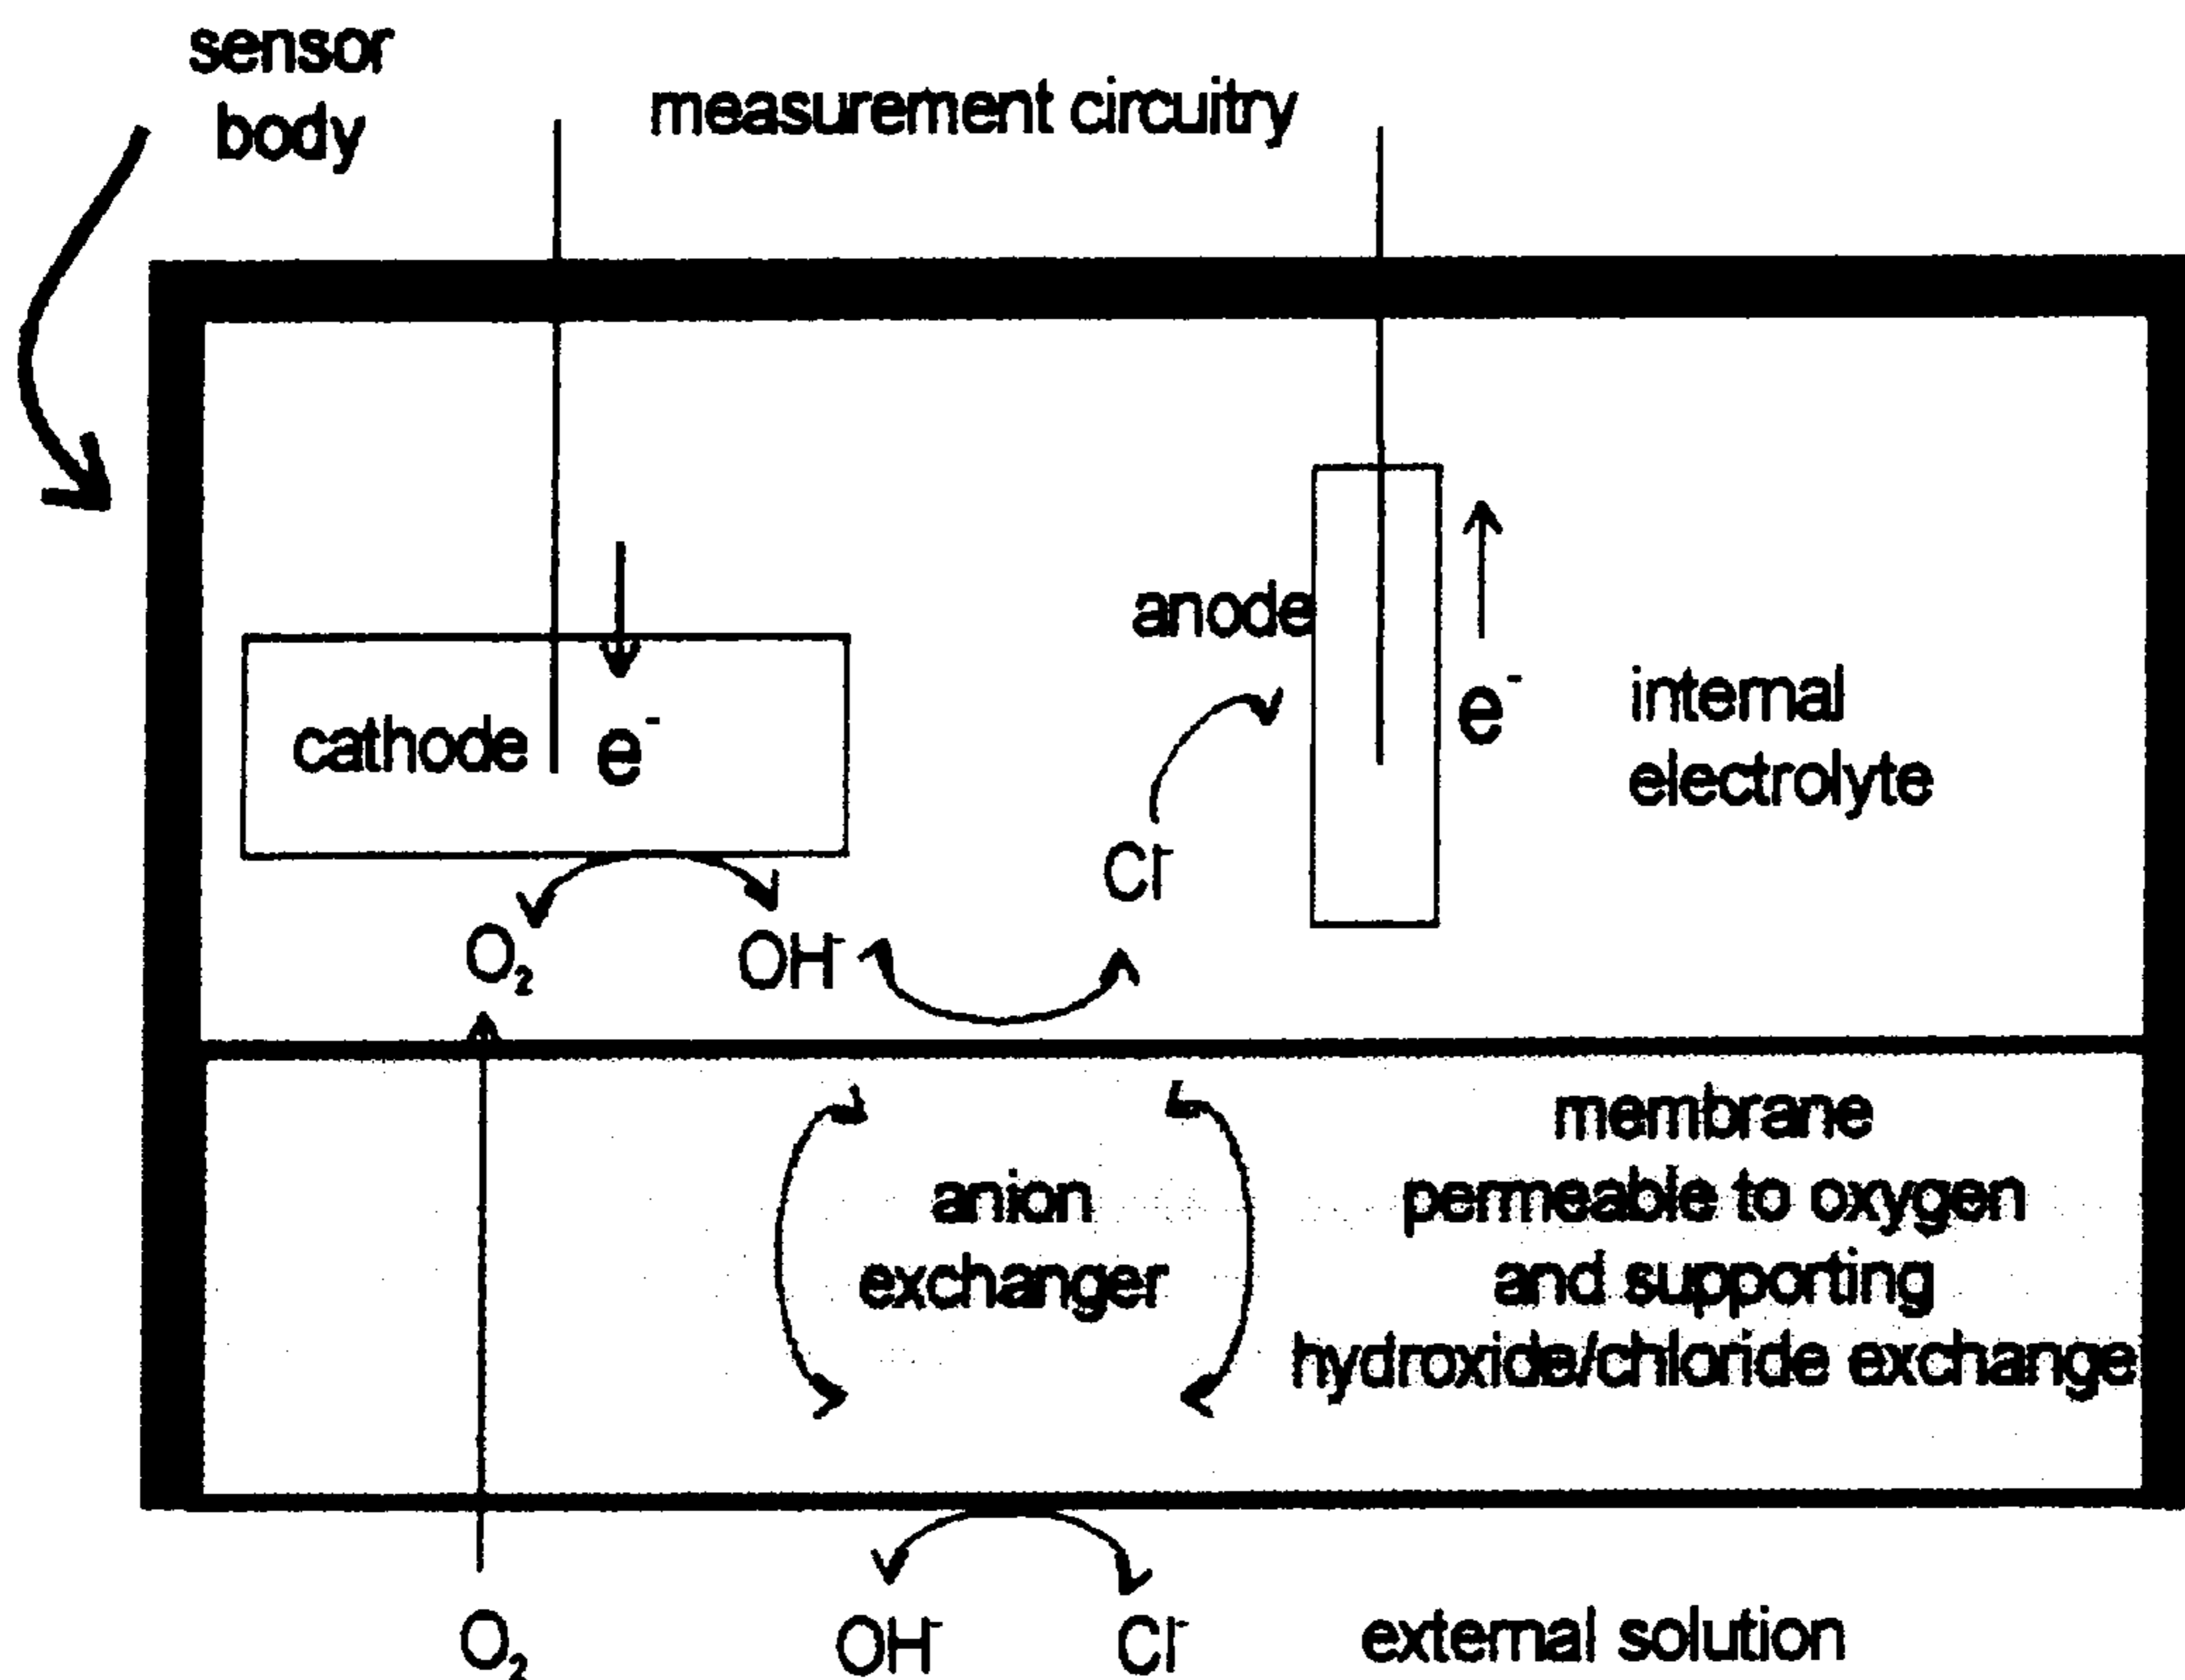 sensor
body
measurement circuitry
anode
cathode
e⁻
e⁻
internal
electrolyte
Cl⁻
O₂
OH⁻
membrane
permeable to oxygen
and supporting
hydroxide/chloride exchange
anion
exchanger
O₂
OH⁻
Cl⁻
external solution